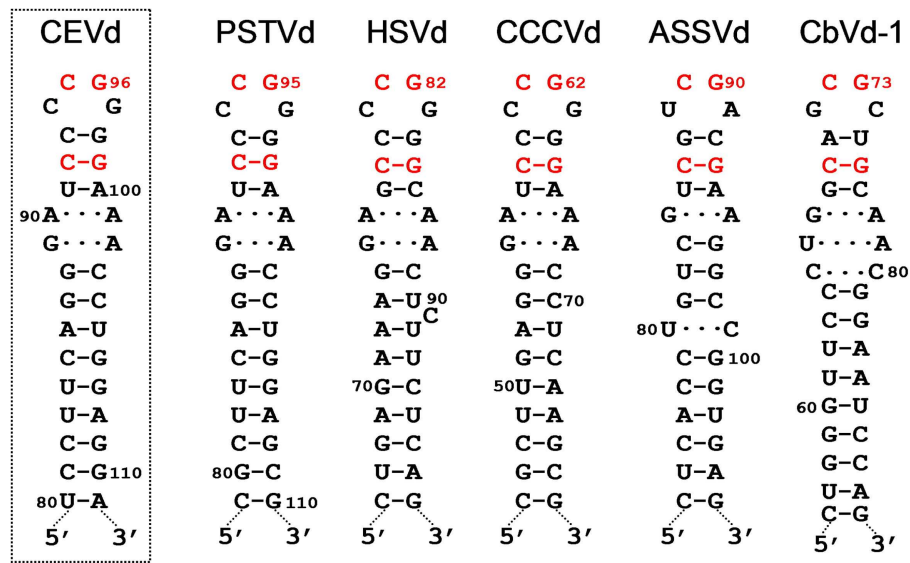 CEVd PSTVd HSVd CCCVd ASSVd CbVd-1
C G96 C G95 C G82 C G62 C G90 C G73
C G C G C G C G U A G C
C-G C-G C-G C-G G-C A-U
C-G C-G C-G C-G C-G C-G
U-A100 U-A G-C U-A U-A G-C
90A···A A···A A···A A···A G···A G···A
G···A G···A G···A G···A C-G U····A
G-C G-C C-G G-C U-G C···C80
G-C G-C A-U90 G-C70 G-C C-G
C
A-U A-U A-U A-U 80U···C C-G
C-G C-G A-U G-C C-G100 U-A
U-G U-G 70G-C 50U-A C-G U-A
U-A U-A A-U U-A A-U 60G-U
C-G C-G C-G C-G C-G G-C
C-G110 80G-C U-A C-G U-A G-C
80U-A C-G110 C-G C-G C-G U-A
C-G
5′ 3′ 5′ 3′ 5′ 3′ 5′ 3′ 5′ 3′ 5′ 3′